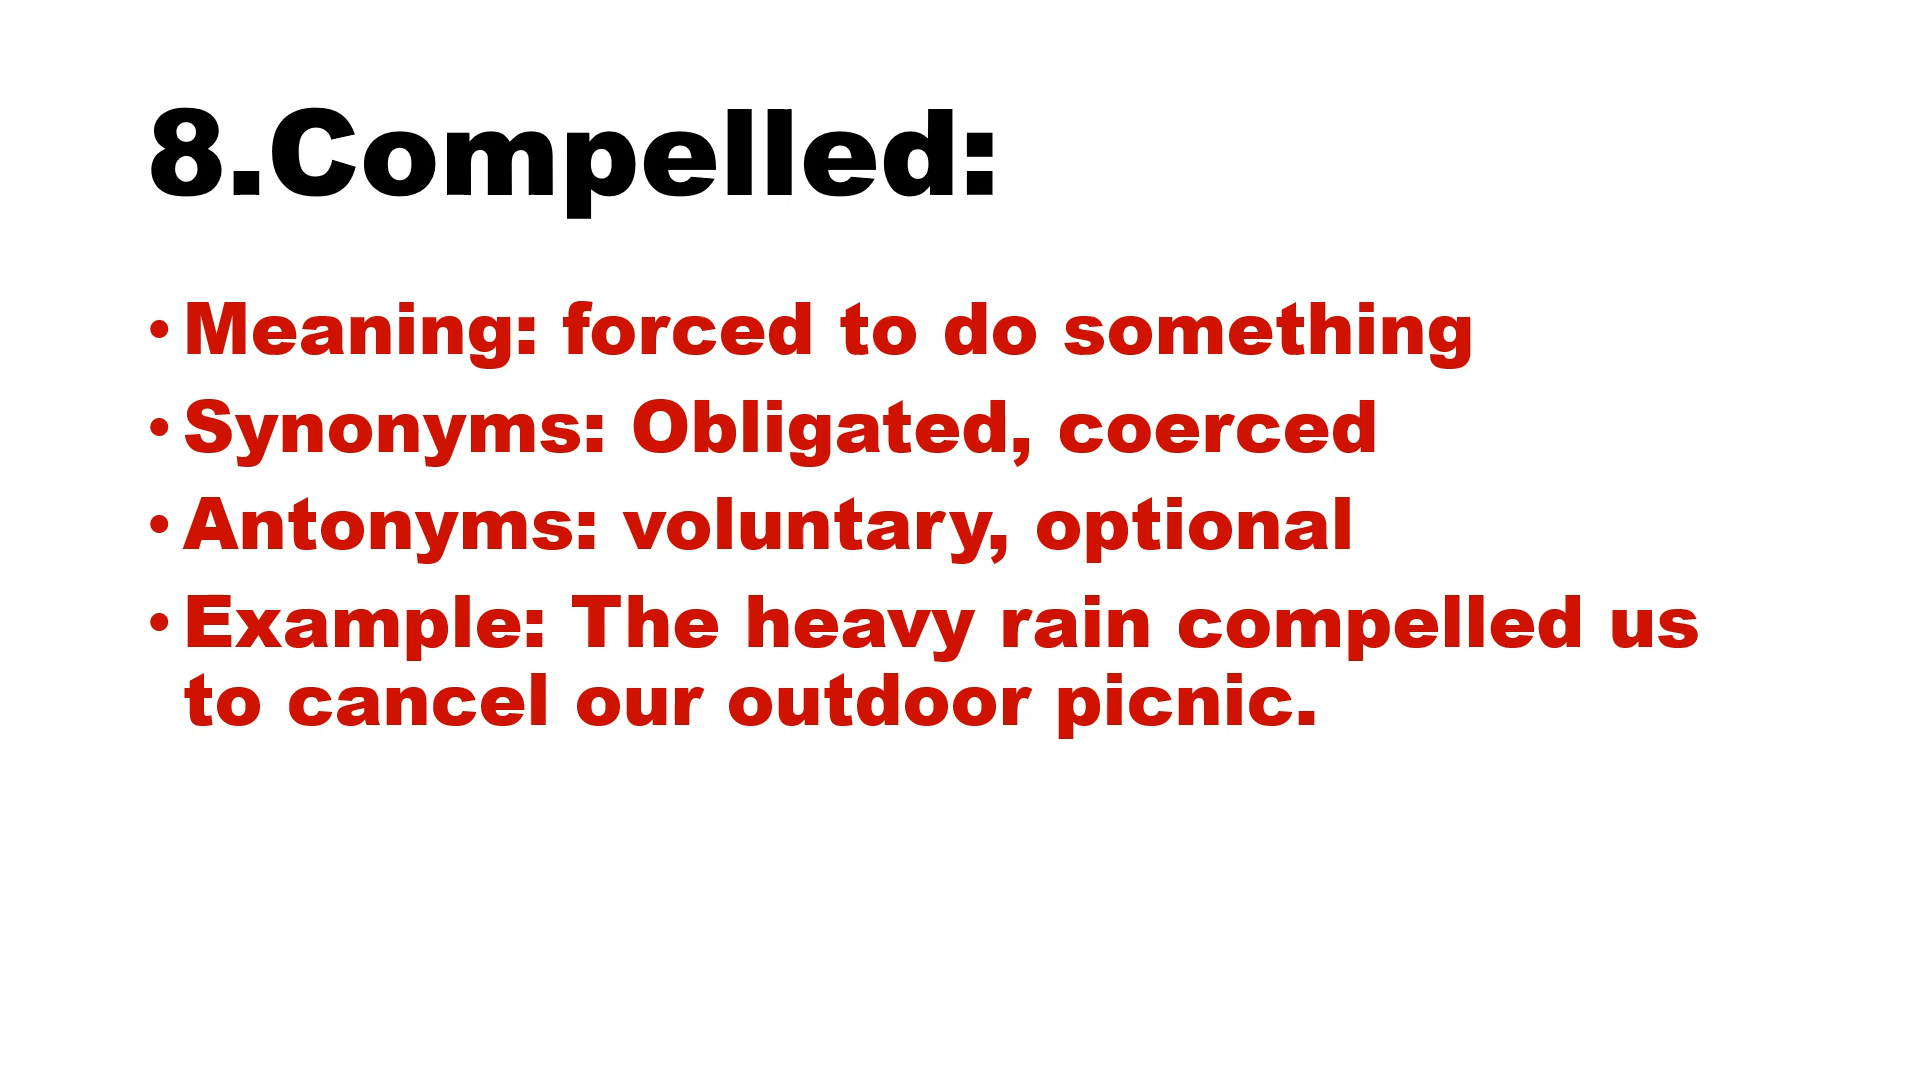 8.Compelled:
• Meaning: forced to do something
• Synonyms: Obligated, coerced
• Antonyms: voluntary, optional
• Example: The heavy rain compelled us
to cancel our outdoor picnic.